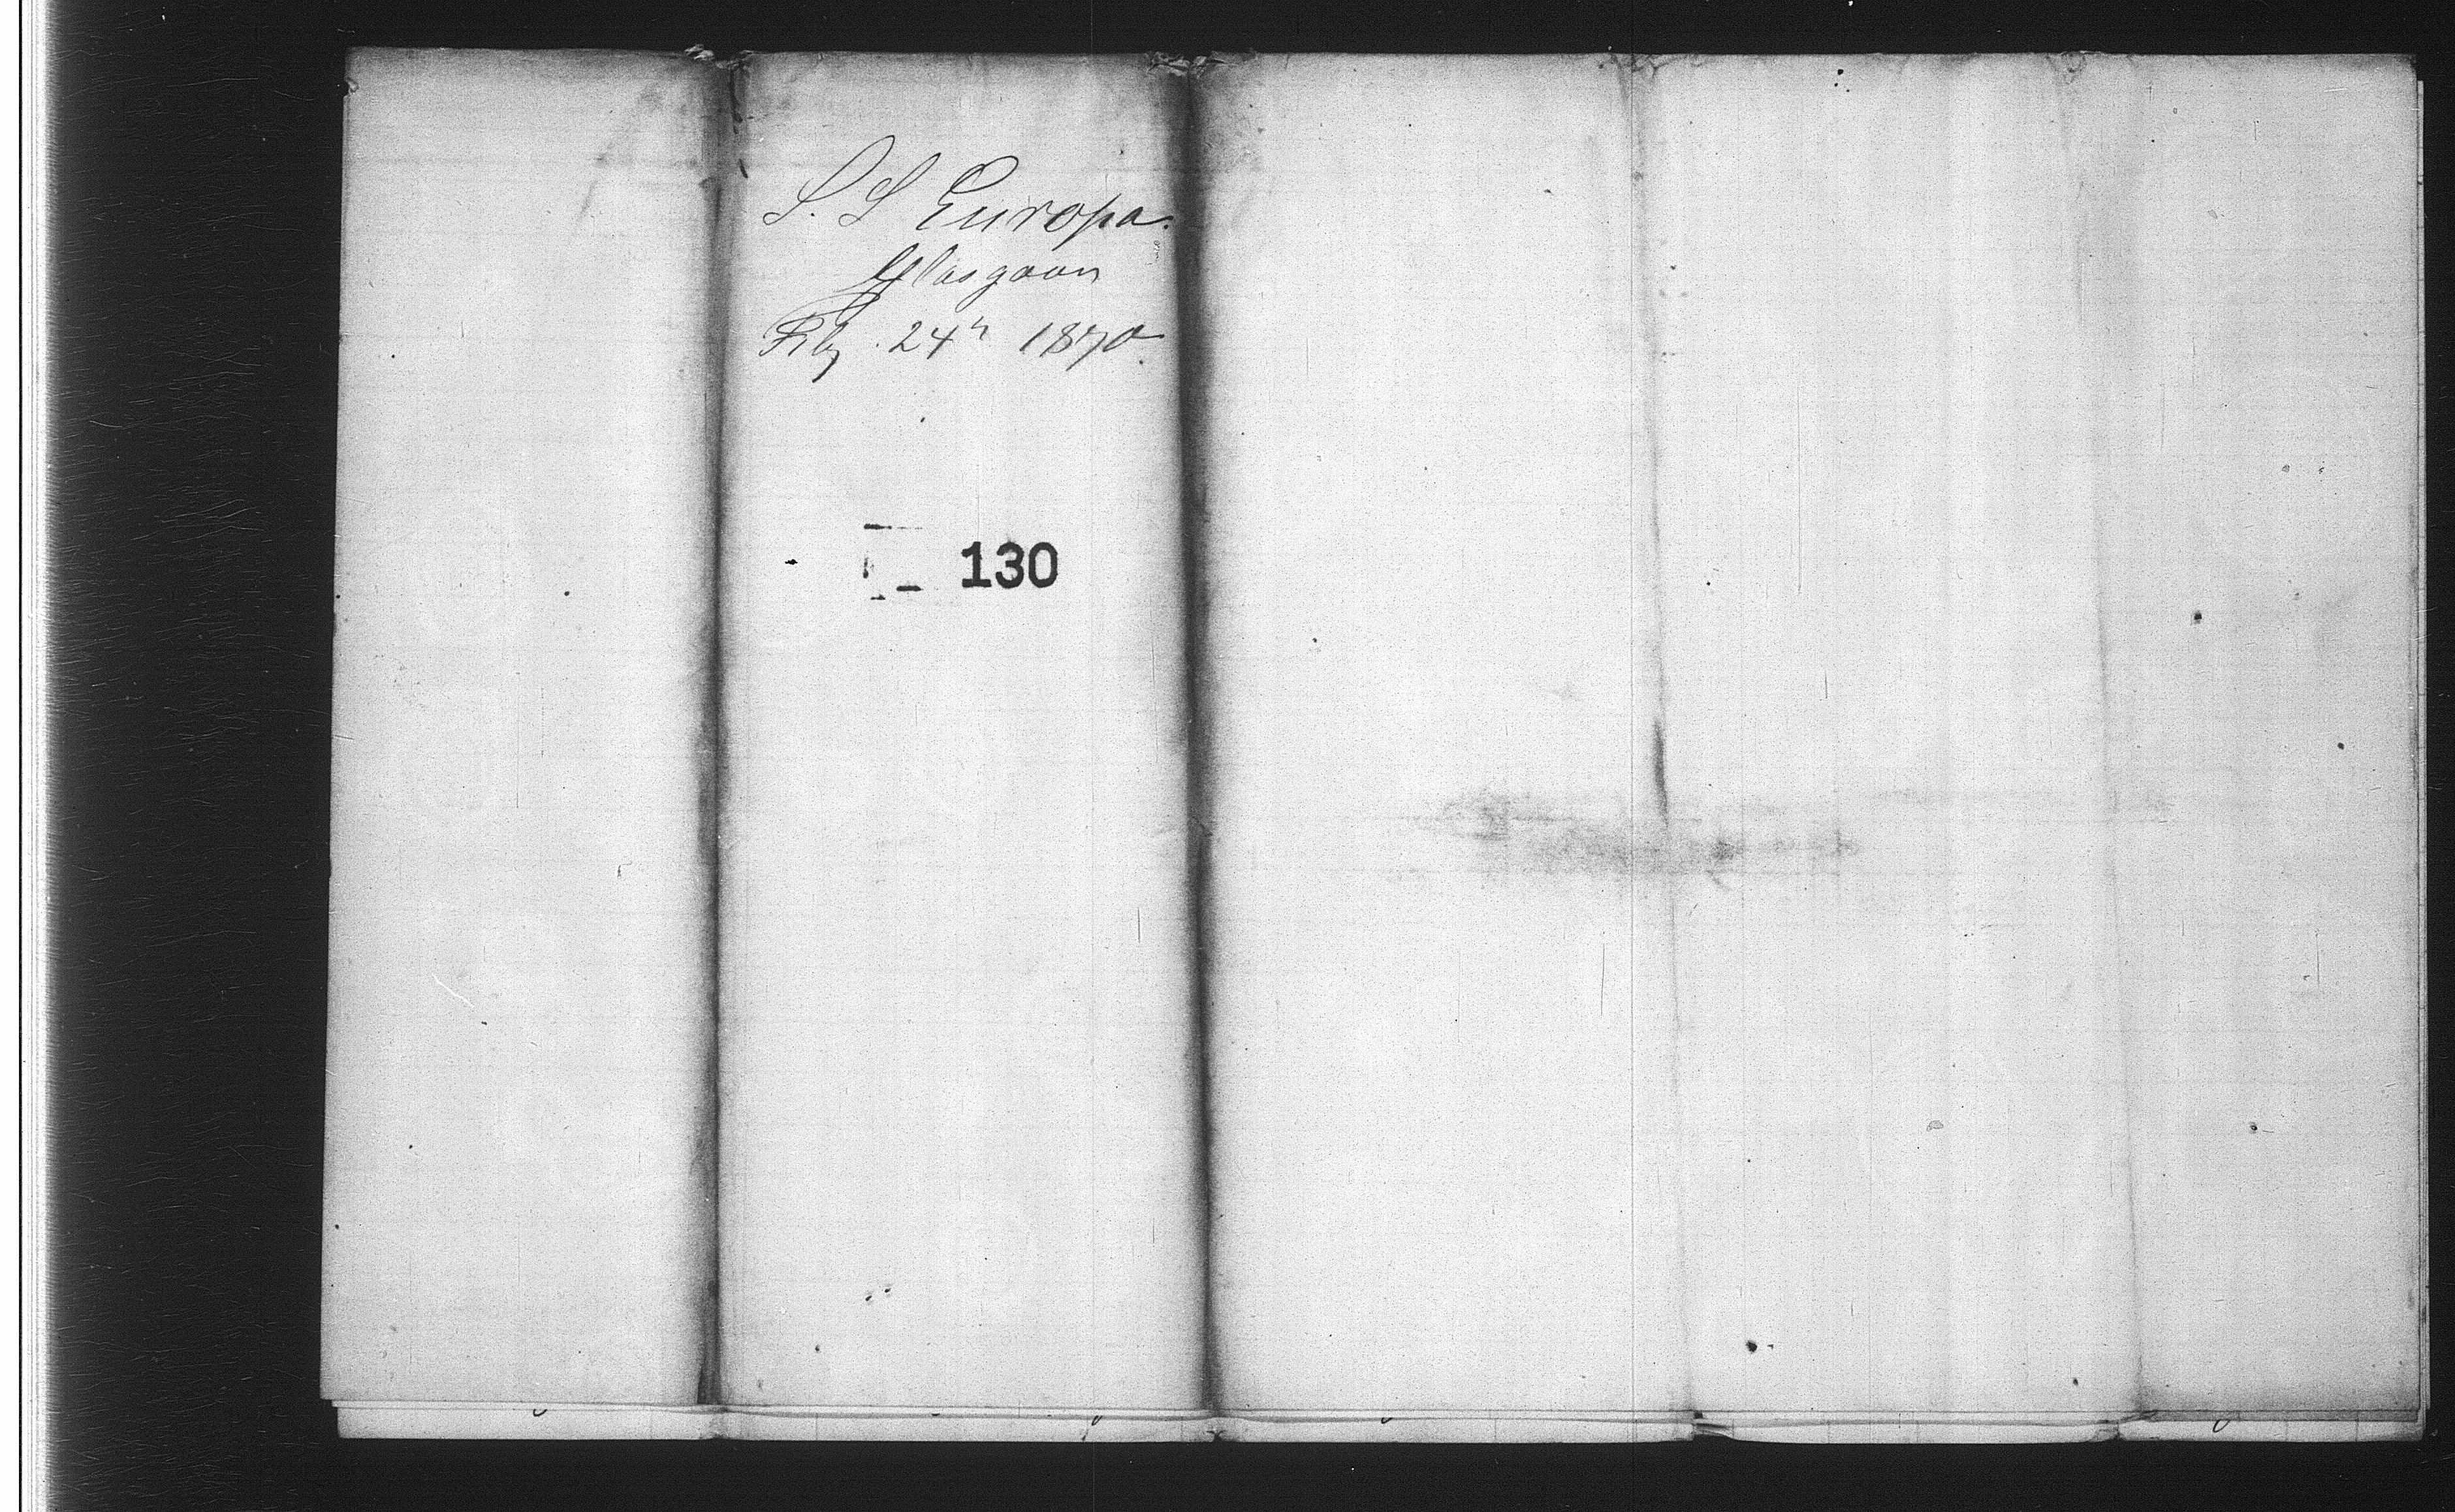 S. S Europa.
Glasgow
Feby. 24th 1870.
130